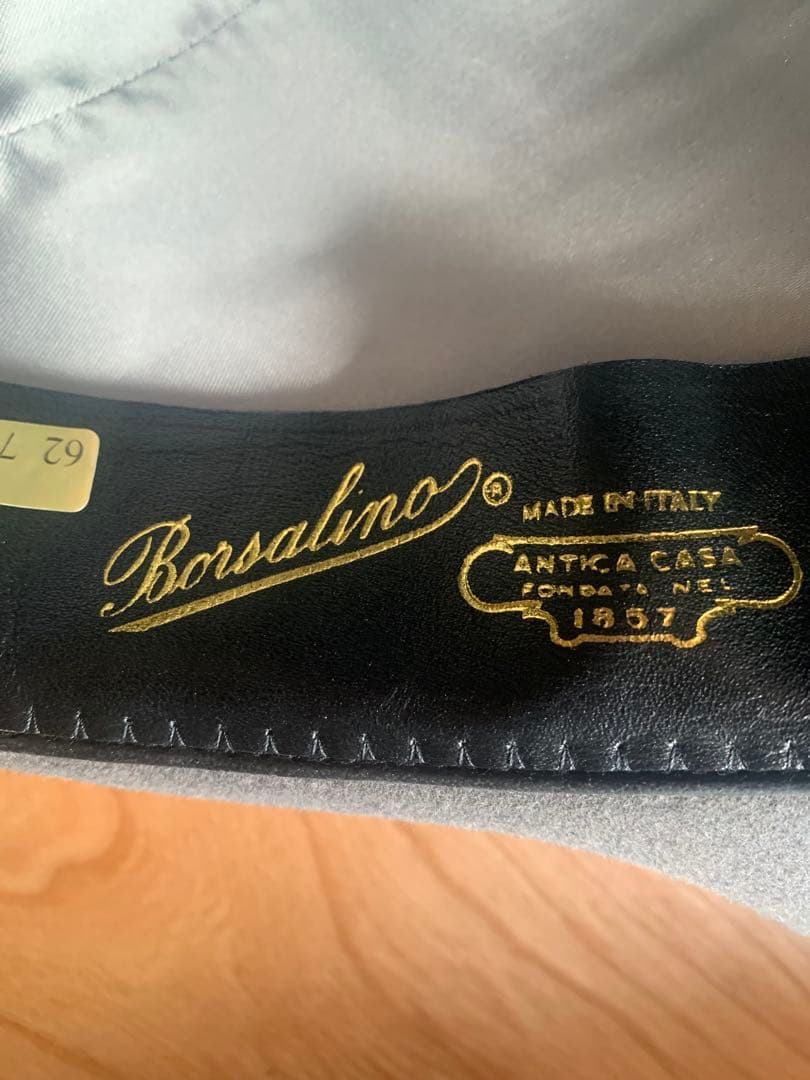 62 7
Borsalino®
MADE IN ITALY
ANTICA CASA
FONDATA NEL
1857